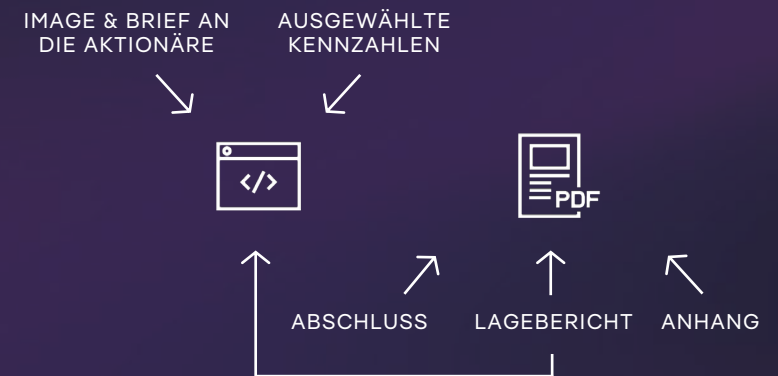 IMAGE & BRIEF AN
DIE AKTIONÄRE
AUSGEWÄHLTE
KENNZAHLEN
</>
PDF
ABSCHLUSS
LAGEBERICHT
ANHANG